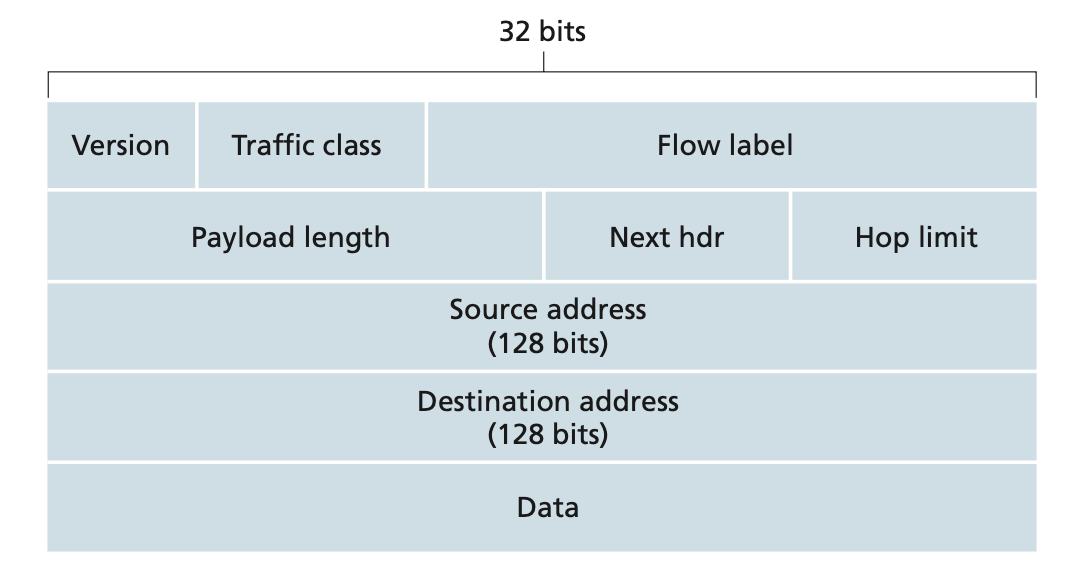 32 bits
Version
Traffic class
Flow label
Payload length
Next hdr
Hop limit
Source address
(128 bits)
Destination address
(128 bits)
Data